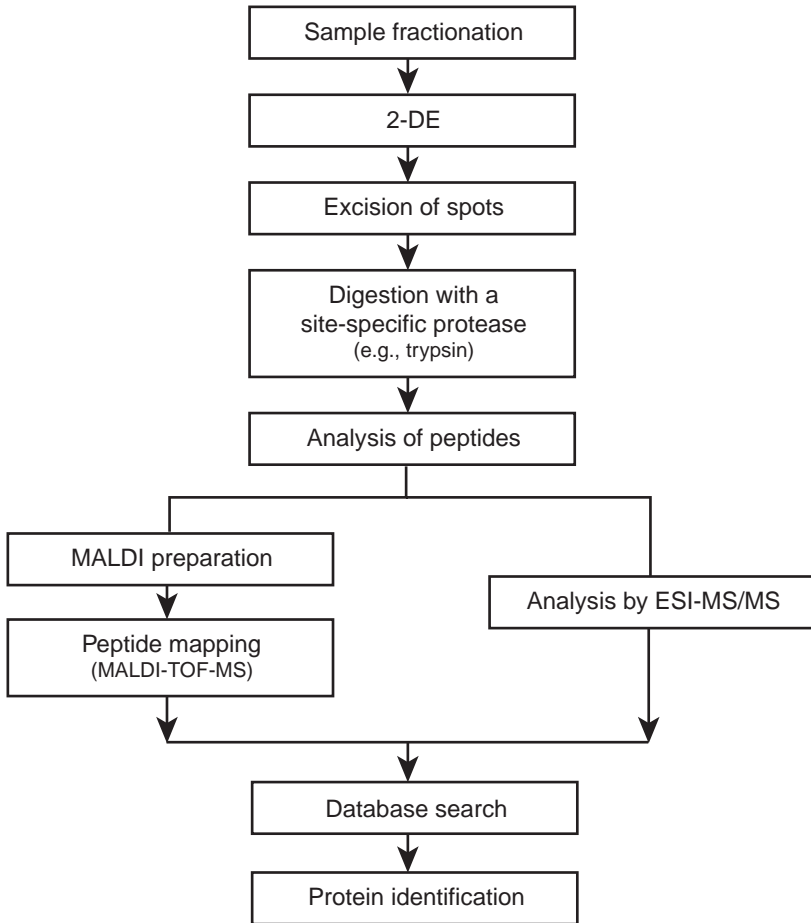 Sample fractionation
2-DE
Excision of spots
Digestion with a
site-specific protease
(e.g., trypsin)
Analysis of peptides
MALDI preparation
Peptide mapping
(MALDI-TOF-MS)
Analysis by ESI-MS/MS
Database search
Protein identification